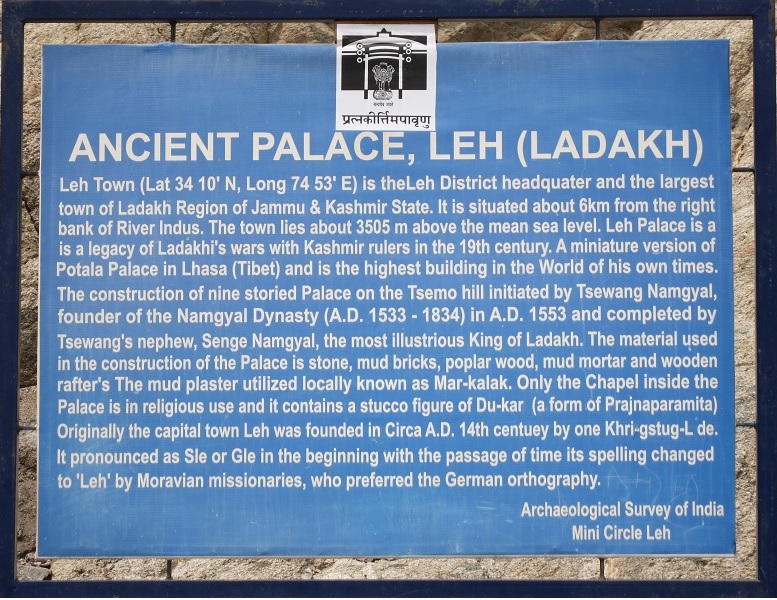 प्रत्नकीर्त्तिमपावृणु
ANCIENT PALACE, LEH (LADAKH)
Leh Town (Lat 34 10' N, Long 74 53' E) is theLeh District headquater and the largest
town of Ladakh Region of Jammu & Kashmir State. It is situated about 6km from the right
bank of River Indus. The town lies about 3505 m above the mean sea level. Leh Palace is a
is a legacy of Ladakhi's wars with Kashmir rulers in the 19th century. A miniature version of
Potala Palace in Lhasa (Tibet) and is the highest building in the World of his own times.
The construction of nine storied Palace on the Tsemo hill initiated by Tsewang Namgyal,
founder of the Namgyal Dynasty (A.D. 1533 - 1834) in A.D. 1553 and completed by
Tsewang's nephew, Senge Namgyal, the most illustrious King of Ladakh. The material used
in the construction of the Palace is stone, mud bricks, poplar wood, mud mortar and wooden
rafter's The mud plaster utilized locally known as Mar-kalak. Only the Chapel inside the
Palace is in religious use and it contains a stucco figure of Du-kar (a form of Prajnaparamita)
Originally the capital town Leh was founded in Circa A.D. 14th centuey by one Khri-gstug-L de.
It pronounced as Sle or Gle in the beginning with the passage of time its spelling changed
to 'Leh' by Moravian missionaries, who preferred the German orthography.
Archaeological Survey of India
Mini Circle Leh